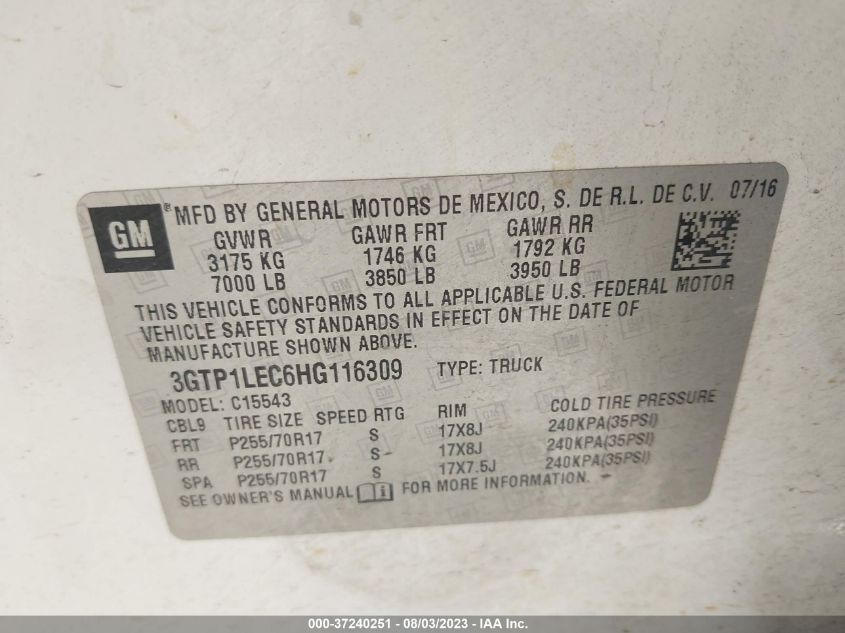 GM ® MFD BY GENERAL MOTORS DE MEXICO, S. DE R.L. DE C.V. 07/16
GVWR GAWR FRT GAWR RR
3175 KG 1746 KG 1792 KG
7000 LB 3850 LB 3950 LB
THIS VEHICLE CONFORMS TO ALL APPLICABLE U.S. FEDERAL MOTOR
VEHICLE SAFETY STANDARDS IN EFFECT ON THE DATE OF
MANUFACTURE SHOWN ABOVE.
3GTP1LEC6HG116309 TYPE: TRUCK
MODEL: C15543
CBL9 TIRE SIZE SPEED RTG RIM COLD TIRE PRESSURE
FRT P255/70R17 S 17X8J 240KPA(35PSI)
RR P255/70R17 S 17X8J 240KPA(35PSI)
SPA P255/70R17 S 17X7.5J 240KPA(35PSI)
SEE OWNER'S MANUAL FOR MORE INFORMATION.
000-37240251 - 08/03/2023 - IAA Inc.